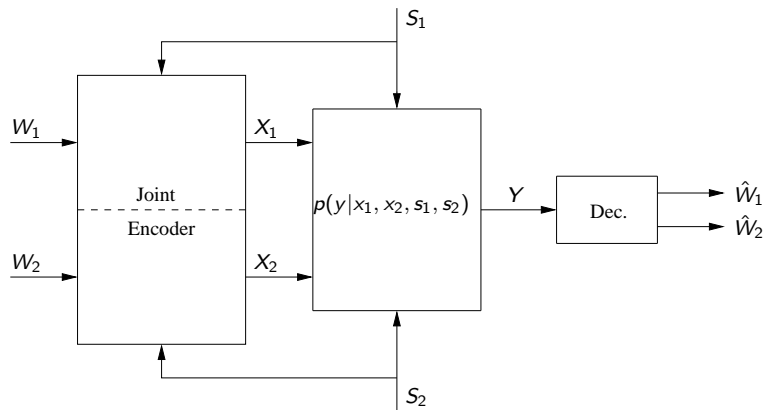 S₁
W₁
X₁
Joint
Encoder
p(y|x₁, x₂, s₁, s₂)
Y
Dec.
Ŵ₁
Ŵ₂
W₂
X₂
S₂